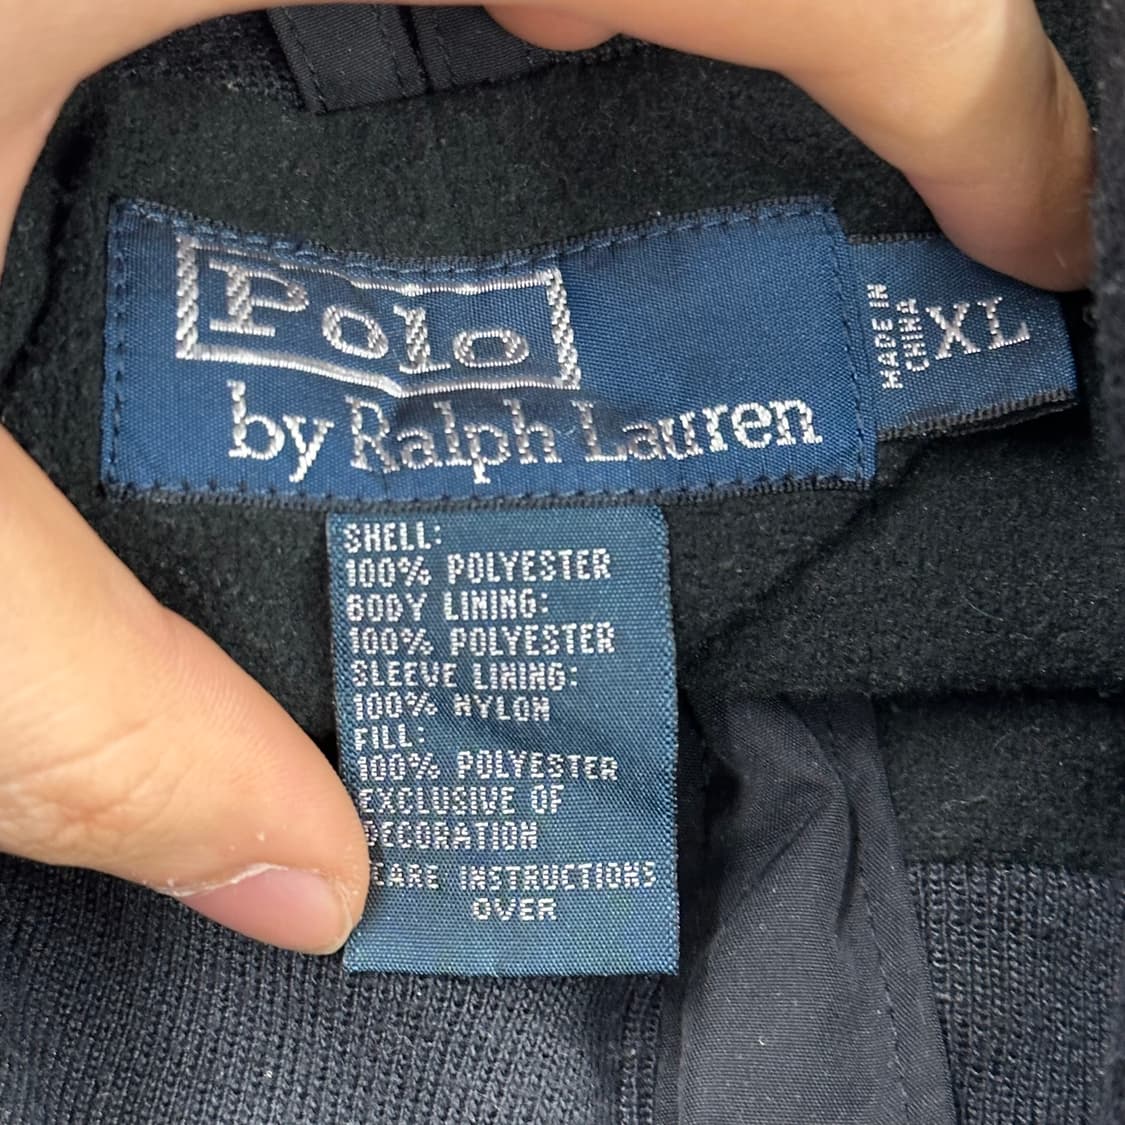 Polo
by Ralph Lauren
MADE IN
CHINA
XL
SHELL:
100% POLYESTER
BODY LINING:
100% POLYESTER
SLEEVE LINING:
100% NYLON
FILL:
100% POLYESTER
EXCLUSIVE OF
DECORATION
CARE INSTRUCTIONS
OVER